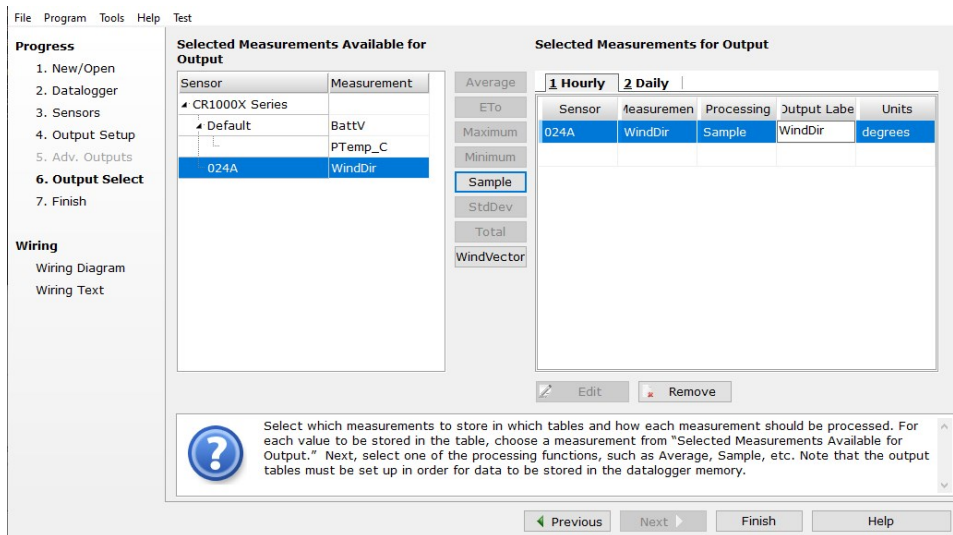 File Program Tools Help Test
Progress
1. New/Open
2. Datalogger
3. Sensors
4. Output Setup
5. Adv. Outputs
6. Output Select
7. Finish
Wiring
Wiring Diagram
Wiring Text
Selected Measurements Available for
Output
Sensor Measurement
CR1000X Series
Default BattV
PTemp_C
024A WindDir
Average
ETo
Maximum
Minimum
Sample
StdDev
Total
WindVector
Selected Measurements for Output
1 Hourly 2 Daily
Sensor Measuremen Processing Output Labe Units
024A WindDir Sample WindDir degrees
Edit Remove
Select which measurements to store in which tables and how each measurement should be processed. For
each value to be stored in the table, choose a measurement from “Selected Measurements Available for
Output.” Next, select one of the processing functions, such as Average, Sample, etc. Note that the output
tables must be set up in order for data to be stored in the datalogger memory.
Previous Next Finish Help